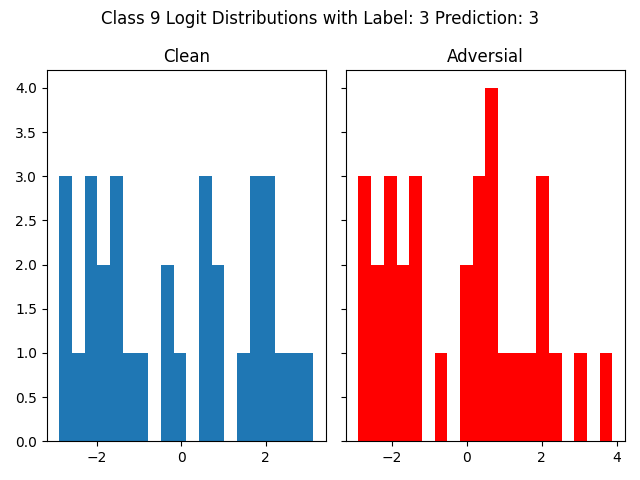 Class 9 Logit Distributions with Label: 3 Prediction: 3
Clean
Adversial
4.0
3.5
3.0
2.5
2.0
1.5
1.0
0.5
0.0
−2 0 2
−2 0 2 4